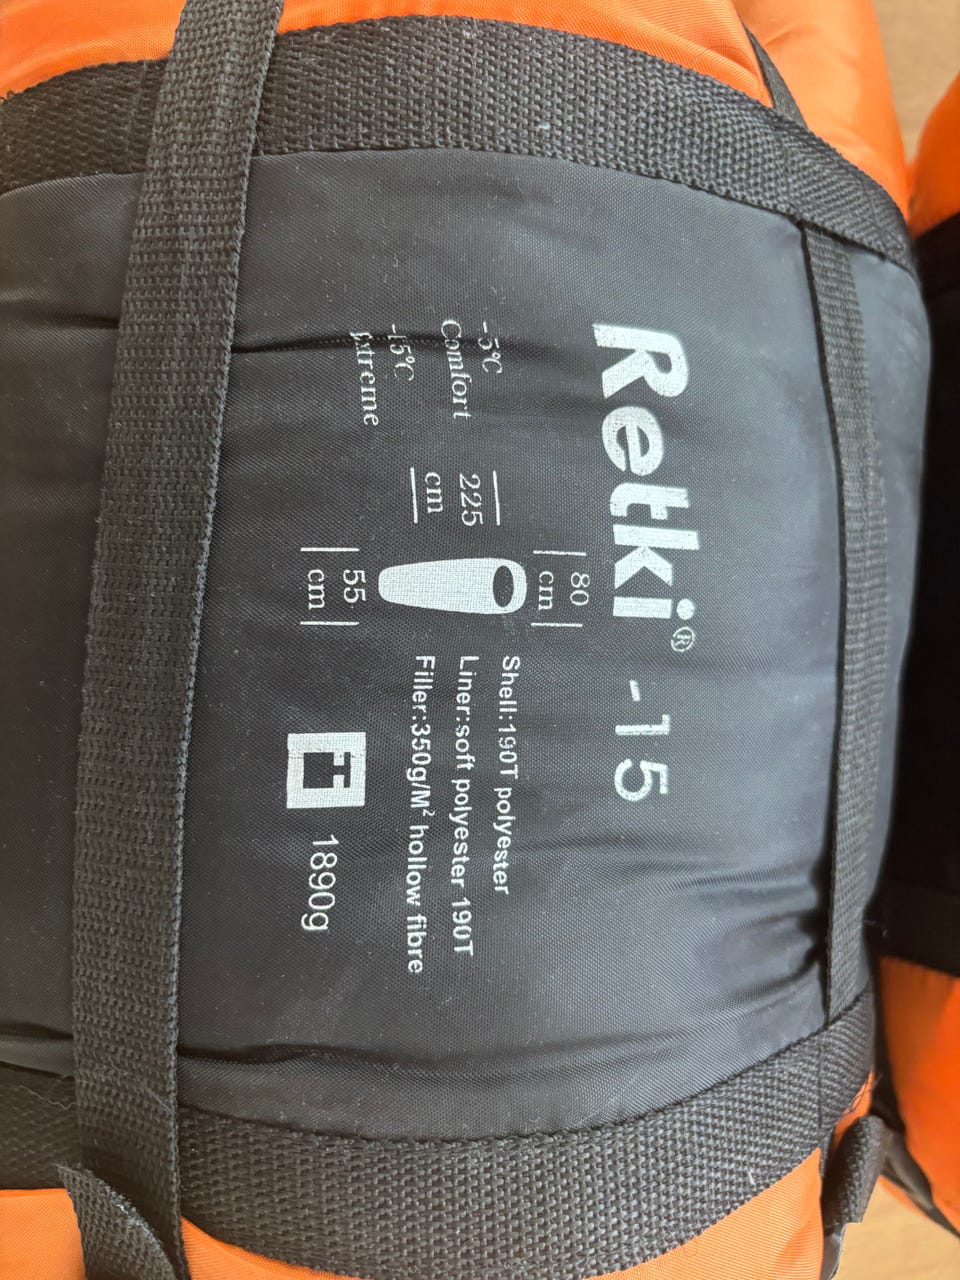 Retki® -15
-5℃
Comfort
-15℃
Extreme
225
cm
80
cm
55
cm
Shell:190T polyester
Liner:soft polyester 190T
Filler:350g/M² hollow fibre
1890g